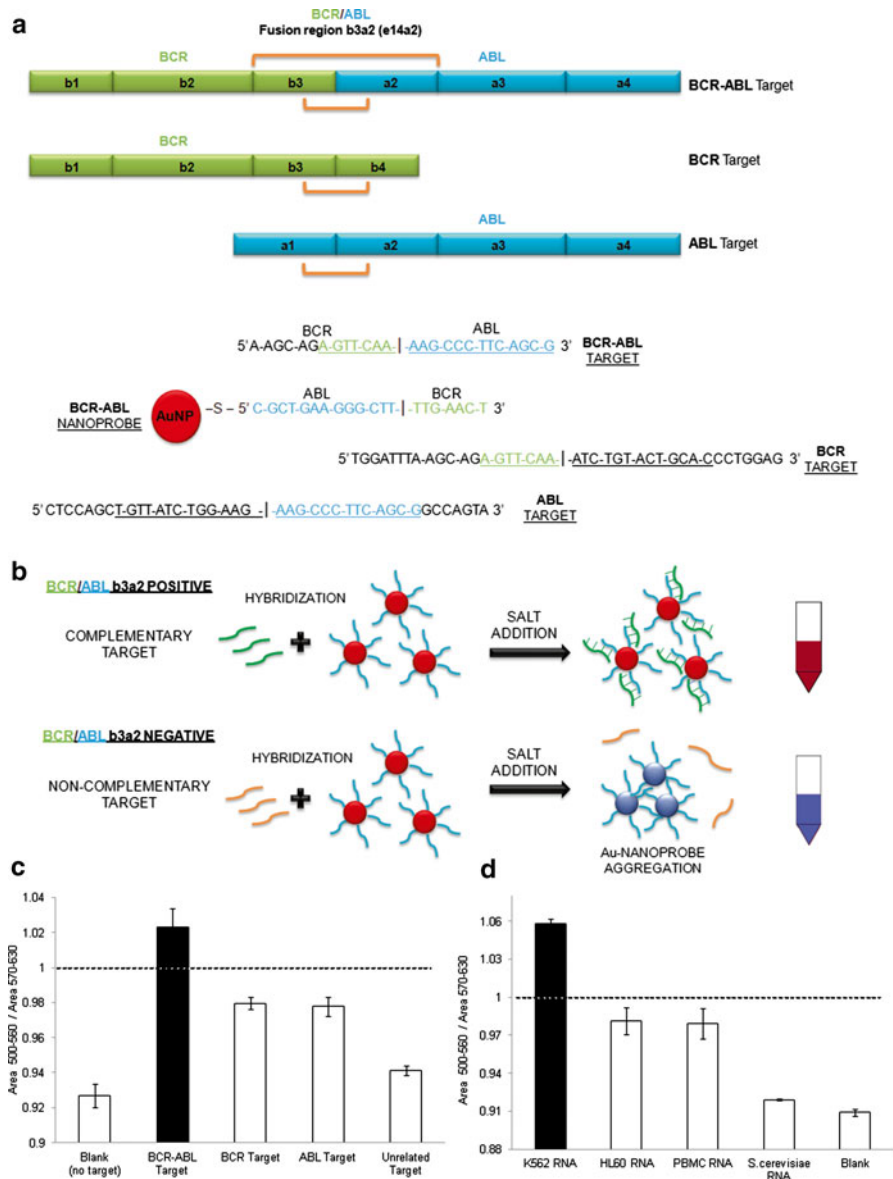 a
BCR/ABL
Fusion region b3a2 (e14a2)
BCR ABL
b1 b2 b3 a2 a3 a4 BCR-ABL Target
BCR
b1 b2 b3 b4 BCR Target
ABL
a1 a2 a3 a4 ABL Target
BCR ABL
5'A-AGC-AGA-GTT-CAA-|-AAG-CCC-TTC-AGC-G 3' BCR-ABL
TARGET
ABL BCR
BCR-ABL
NANOPROBE
AuNP –S – 5' C-GCT-GAA-GGG-CTT-|-TTG-AAC-T 3'
5'TGGATTTA-AGC-AGA-GTT-CAA-|-ATC-TGT-ACT-GCA-CCCTGGAG 3' BCR
TARGET
5'CTCCAGCT-GTT-ATC-TGG-AAG -|-AAG-CCC-TTC-AGC-GGCCAGTA 3' ABL
TARGET
b
BCR/ABL b3a2 POSITIVE
HYBRIDIZATION
COMPLEMENTARY
TARGET
SALT
ADDITION
BCR/ABL b3a2 NEGATIVE
HYBRIDIZATION
NON-COMPLEMENTARY
TARGET
SALT
ADDITION
Au-NANOPROBE
AGGREGATION
c
Area 500-560 / Area 570-630
1.04
1.02
1
0.98
0.96
0.94
0.92
0.9
Blank
(no target)
BCR-ABL
Target
BCR Target
ABL Target
Unrelated
Target
d
Area 500-560 / Area 570-630
1.06
1.03
1
0.97
0.94
0.91
0.88
K562 RNA
HL60 RNA
PBMC RNA
S.cerevisiae
RNA
Blank